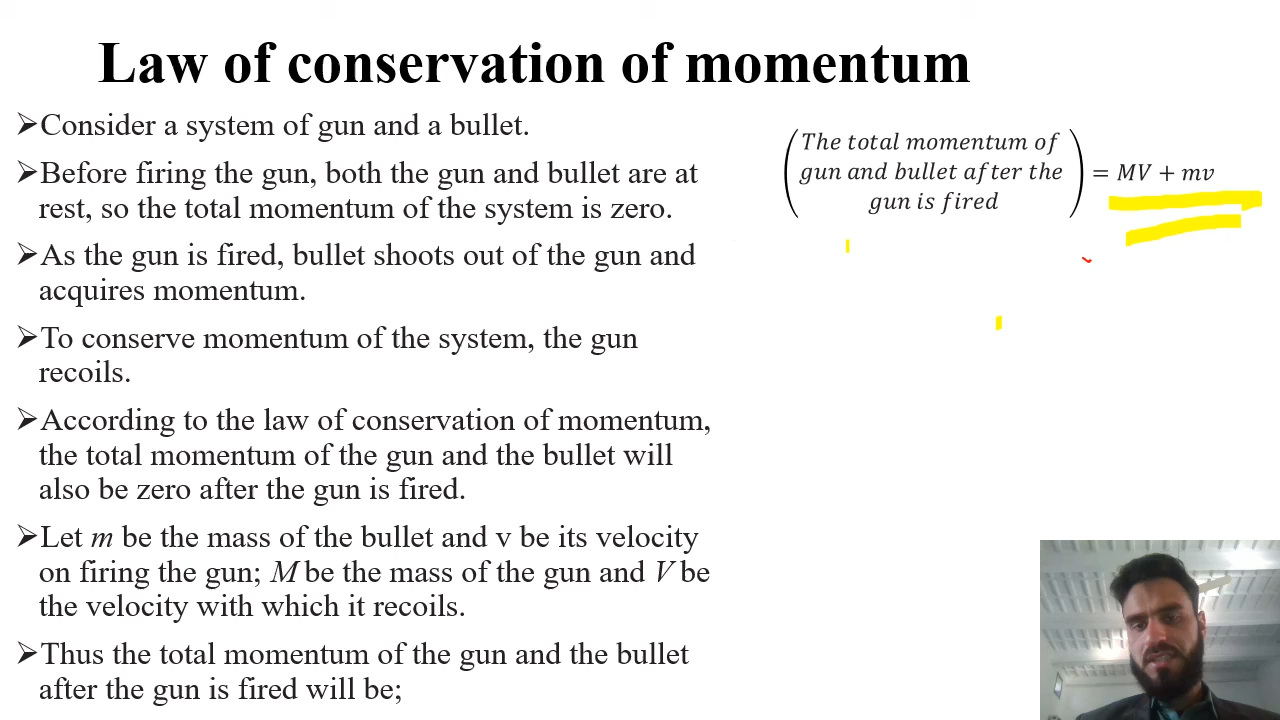 Law of conservation of momentum
➢Consider a system of gun and a bullet.
➢Before firing the gun, both the gun and bullet are at
rest, so the total momentum of the system is zero.
➢As the gun is fired, bullet shoots out of the gun and
acquires momentum.
➢To conserve momentum of the system, the gun
recoils.
➢According to the law of conservation of momentum,
the total momentum of the gun and the bullet will
also be zero after the gun is fired.
➢Let m be the mass of the bullet and v be its velocity
on firing the gun; M be the mass of the gun and V be
the velocity with which it recoils.
➢Thus the total momentum of the gun and the bullet
after the gun is fired will be;
The total momentum of
gun and bullet after the
gun is fired
= MV + mv